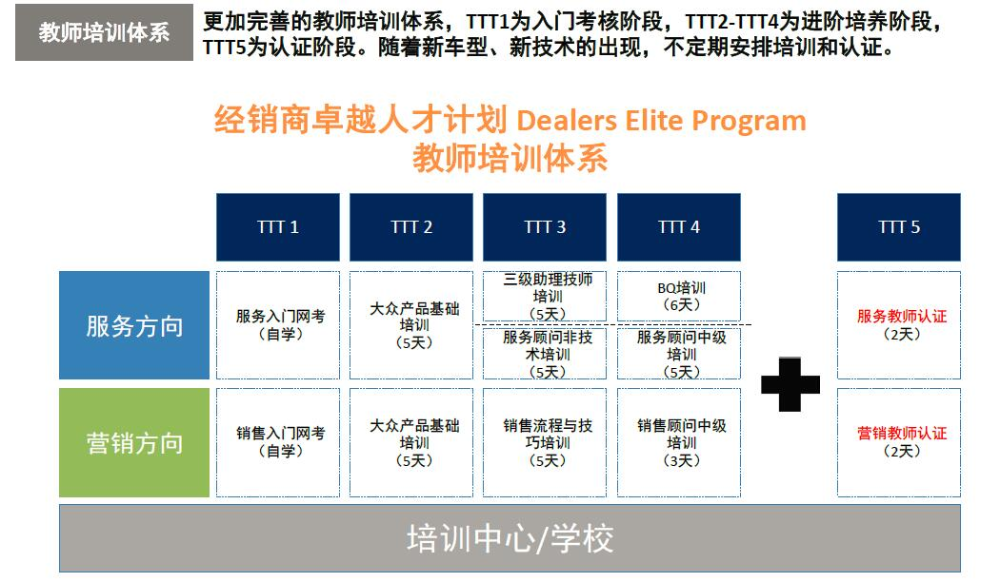 教师培训体系
更加完善的教师培训体系，TTT1为入门考核阶段，TTT2-TTT4为进阶培养阶段，
TTT5为认证阶段。随着新车型、新技术的出现，不定期安排培训和认证。
经销商卓越人才计划 Dealers Elite Program
教师培训体系
TTT 1
TTT 2
TTT 3
TTT 4
TTT 5
服务方向
服务入门网考
（自学）
大众产品基础
培训
（5天）
三级助理技师
培训
（5天）
服务顾问非技
术培训
（5天）
BQ培训
（6天）
服务顾问中级
培训
（5天）
服务教师认证
（2天）
营销方向
销售入门网考
（自学）
大众产品基础
培训
（5天）
销售流程与技
巧培训
（5天）
销售顾问中级
培训
（3天）
营销教师认证
（2天）
培训中心/学校